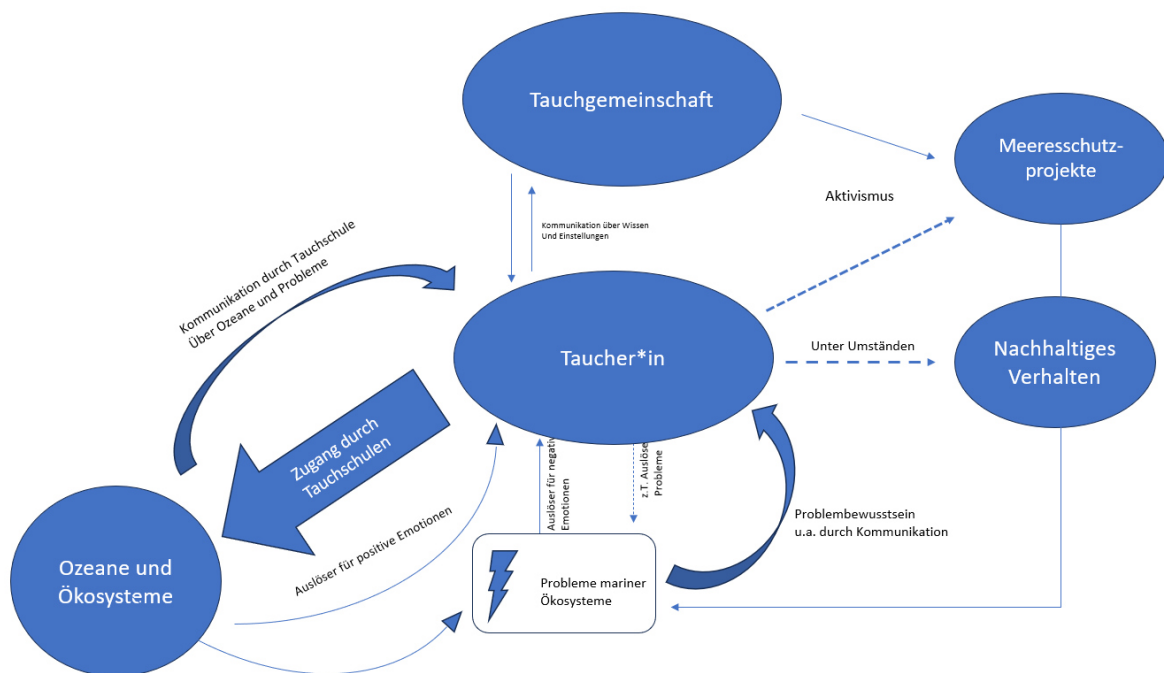 Tauchgemeinschaft
Meeresschutz-
projekte
Aktivismus
Kommunikation über Wissen
Und Einstellungen
Kommunikation durch Tauchschule
Über Ozeane und Probleme
Taucher*in
Unter Umständen
Nachhaltiges
Verhalten
Zugang durch
Tauchschulen
Auslöser für positive Emotionen
Auslöser für
Emotionen
z.T.
Probleme
Problembewusstsein
u.a. durch Kommunikation
Ozeane und
Ökosysteme
Probleme mariner
Ökosysteme